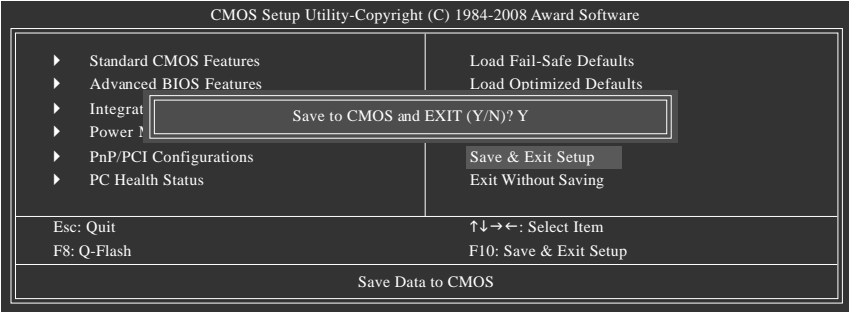 CMOS Setup Utility-Copyright (C) 1984-2008 Award Software
Standard CMOS Features
Advanced BIOS Features
Integrat
Power
PnP/PCI Configurations
PC Health Status
Load Fail-Safe Defaults
Load Optimized Defaults
Save to CMOS and EXIT (Y/N)? Y
Save & Exit Setup
Exit Without Saving
Esc: Quit
F8: Q-Flash
↑↓→←: Select Item
F10: Save & Exit Setup
Save Data to CMOS